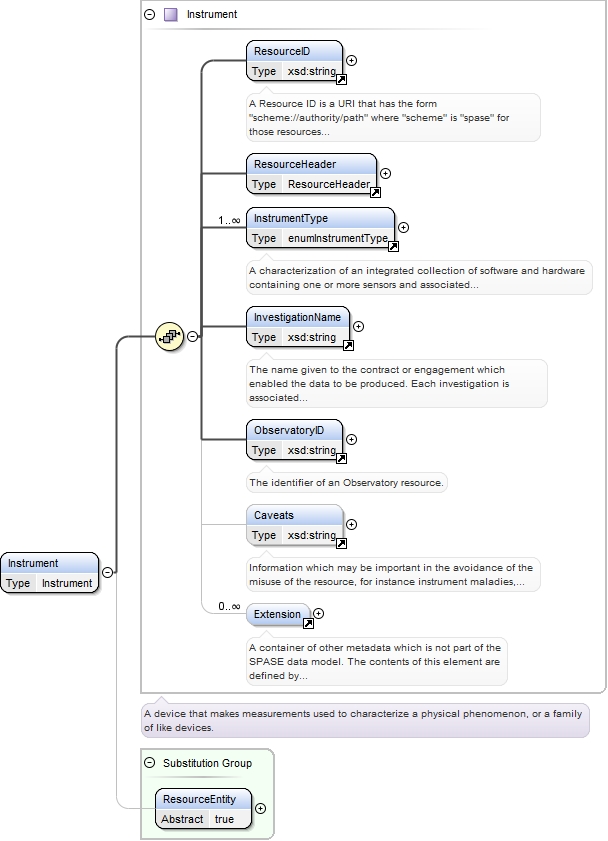 Instrument
ResourceID
Type xsd:string
A Resource ID is a URI that has the form
"scheme://authority/path" where "scheme" is "spase" for
those resources...
ResourceHeader
Type ResourceHeader
1..∞
InstrumentType
Type enumInstrumentType
A characterization of an integrated collection of software and hardware
containing one or more sensors and associated...
InvestigationName
Type xsd:string
The name given to the contract or engagement which
enabled the data to be produced. Each investigation is
associated...
ObservatoryID
Type xsd:string
The identifier of an Observatory resource.
Caveats
Type xsd:string
Information which may be important in the avoidance of the
misuse of the resource, for instance instrument maladies,...
Instrument
Type Instrument
0..∞
Extension
A container of other metadata which is not part of the
SPASE data model. The contents of this element are
defined by...
A device that makes measurements used to characterize a physical phenomenon, or a family
of like devices.
Substitution Group
ResourceEntity
Abstract true